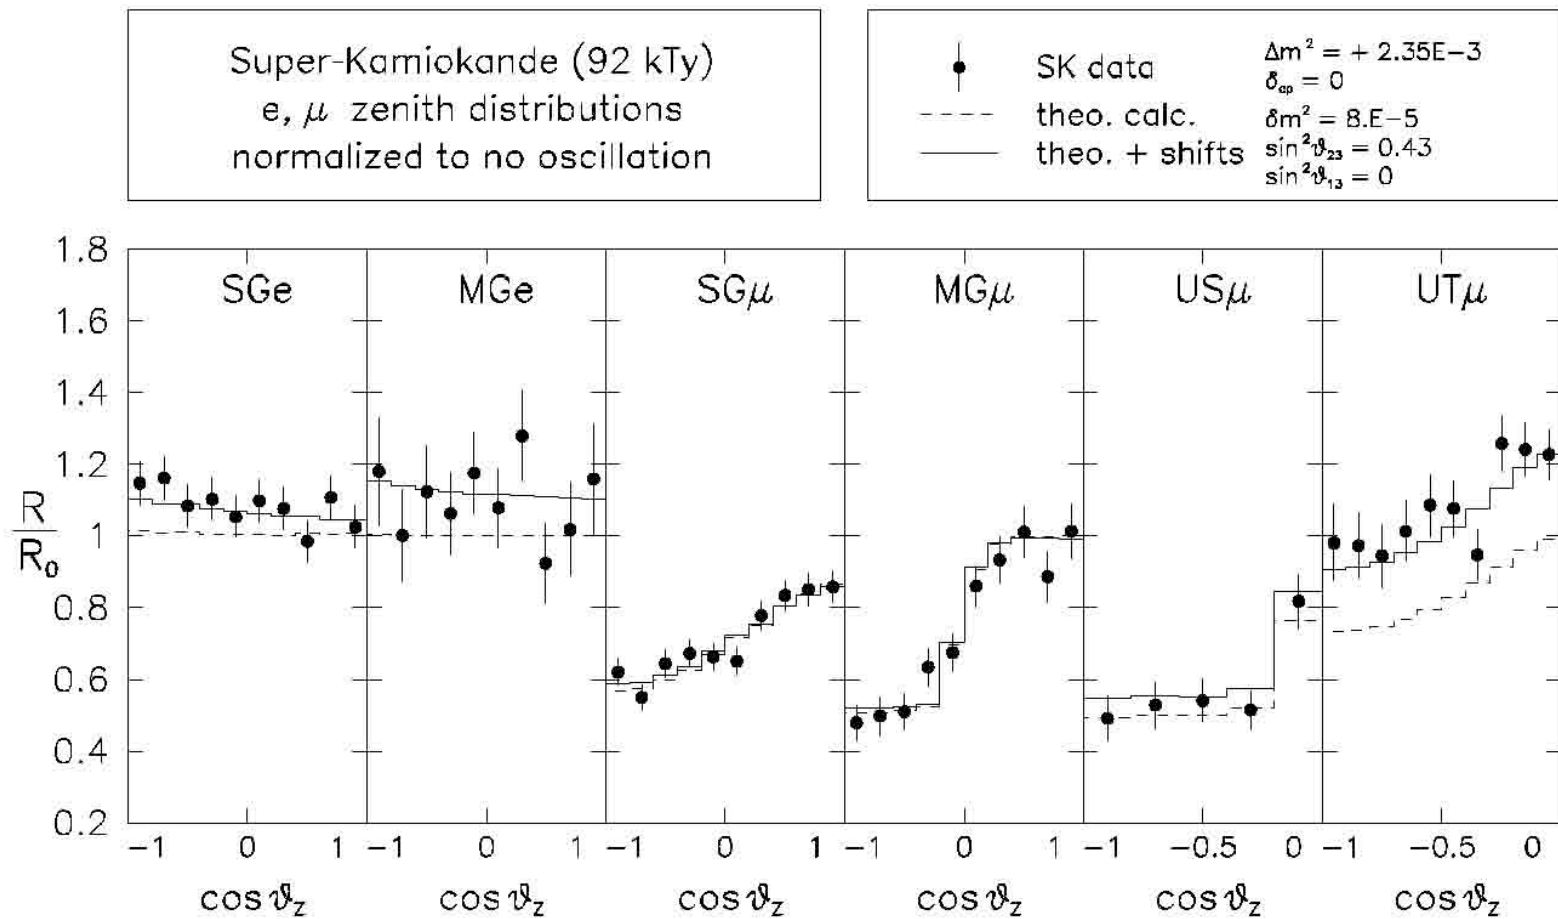 Super-Kamiokande (92 kTy)
e, μ zenith distributions
normalized to no oscillation
SK data
theo. calc.
theo. + shifts
Δm² = + 2.35E-3
δcp = 0
δm² = 8.E-5
sin²ϑ₂₃ = 0.43
sin²ϑ₁₃ = 0
SGe MGe SGμ MGμ USμ UTμ
R
R₀
1.8
1.6
1.4
1.2
1
0.8
0.6
0.4
0.2
−1 0 1 −1 0 1 −1 0 1 −1 0 1 −1 −0.5 0 −1 −0.5 0
cos ϑz cos ϑz cos ϑz cos ϑz cos ϑz cos ϑz